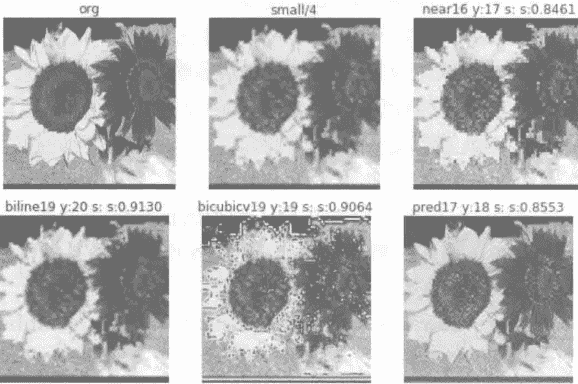 org
small/4
near16 y:17 s: s:0.8461
biline19 y:20 s: s:0.9130
bicubicv19 y:19 s: s:0.9064
pred17 y:18 s: s:0.8553